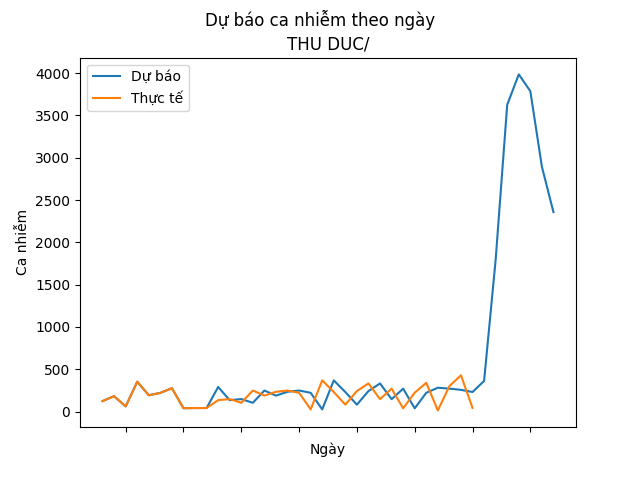 Dự báo ca nhiễm theo ngày
THU DUC/
Dự báo
Thực tế
4000
3500
3000
2500
2000
1500
1000
500
0
Ca nhiễm
Ngày